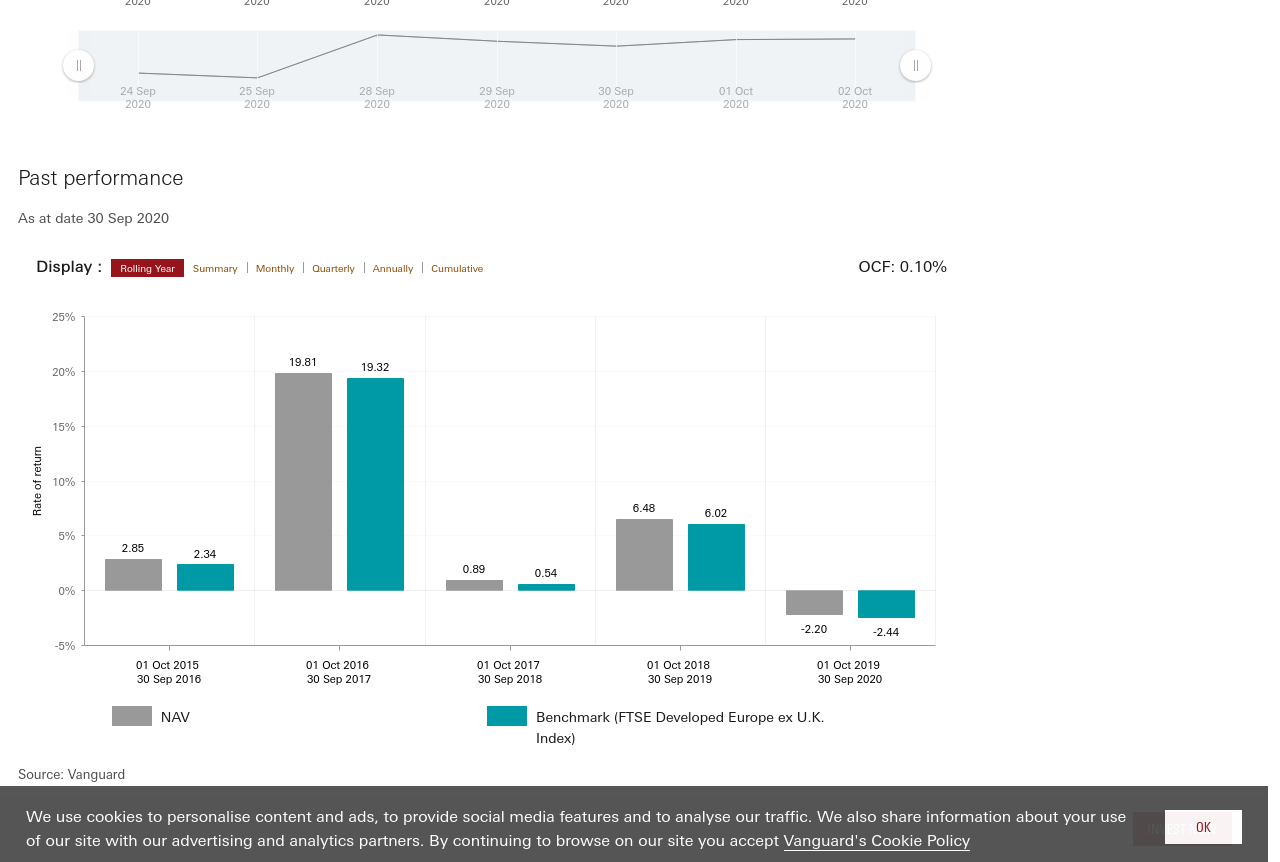 2020 2020 2020 2020 2020 2020 2020
24 Sep 25 Sep 28 Sep 29 Sep 30 Sep 01 Oct 02 Oct
2020 2020 2020 2020 2020 2020 2020
Past performance
As at date 30 Sep 2020
Display : Rolling Year Summary Monthly Quarterly Annually Cumulative OCF: 0.10%
25%
20%
15%
10%
5%
0%
-5%
Rate of return
2.85 2.34
19.81 19.32
0.89 0.54
6.48 6.02
-2.20 -2.44
01 Oct 2015 01 Oct 2016 01 Oct 2017 01 Oct 2018 01 Oct 2019
30 Sep 2016 30 Sep 2017 30 Sep 2018 30 Sep 2019 30 Sep 2020
NAV Benchmark (FTSE Developed Europe ex U.K.
Index)
Source: Vanguard
We use cookies to personalise content and ads, to provide social media features and to analyse our traffic. We also share information about your use
of our site with our advertising and analytics partners. By continuing to browse on our site you accept Vanguard's Cookie Policy
OK